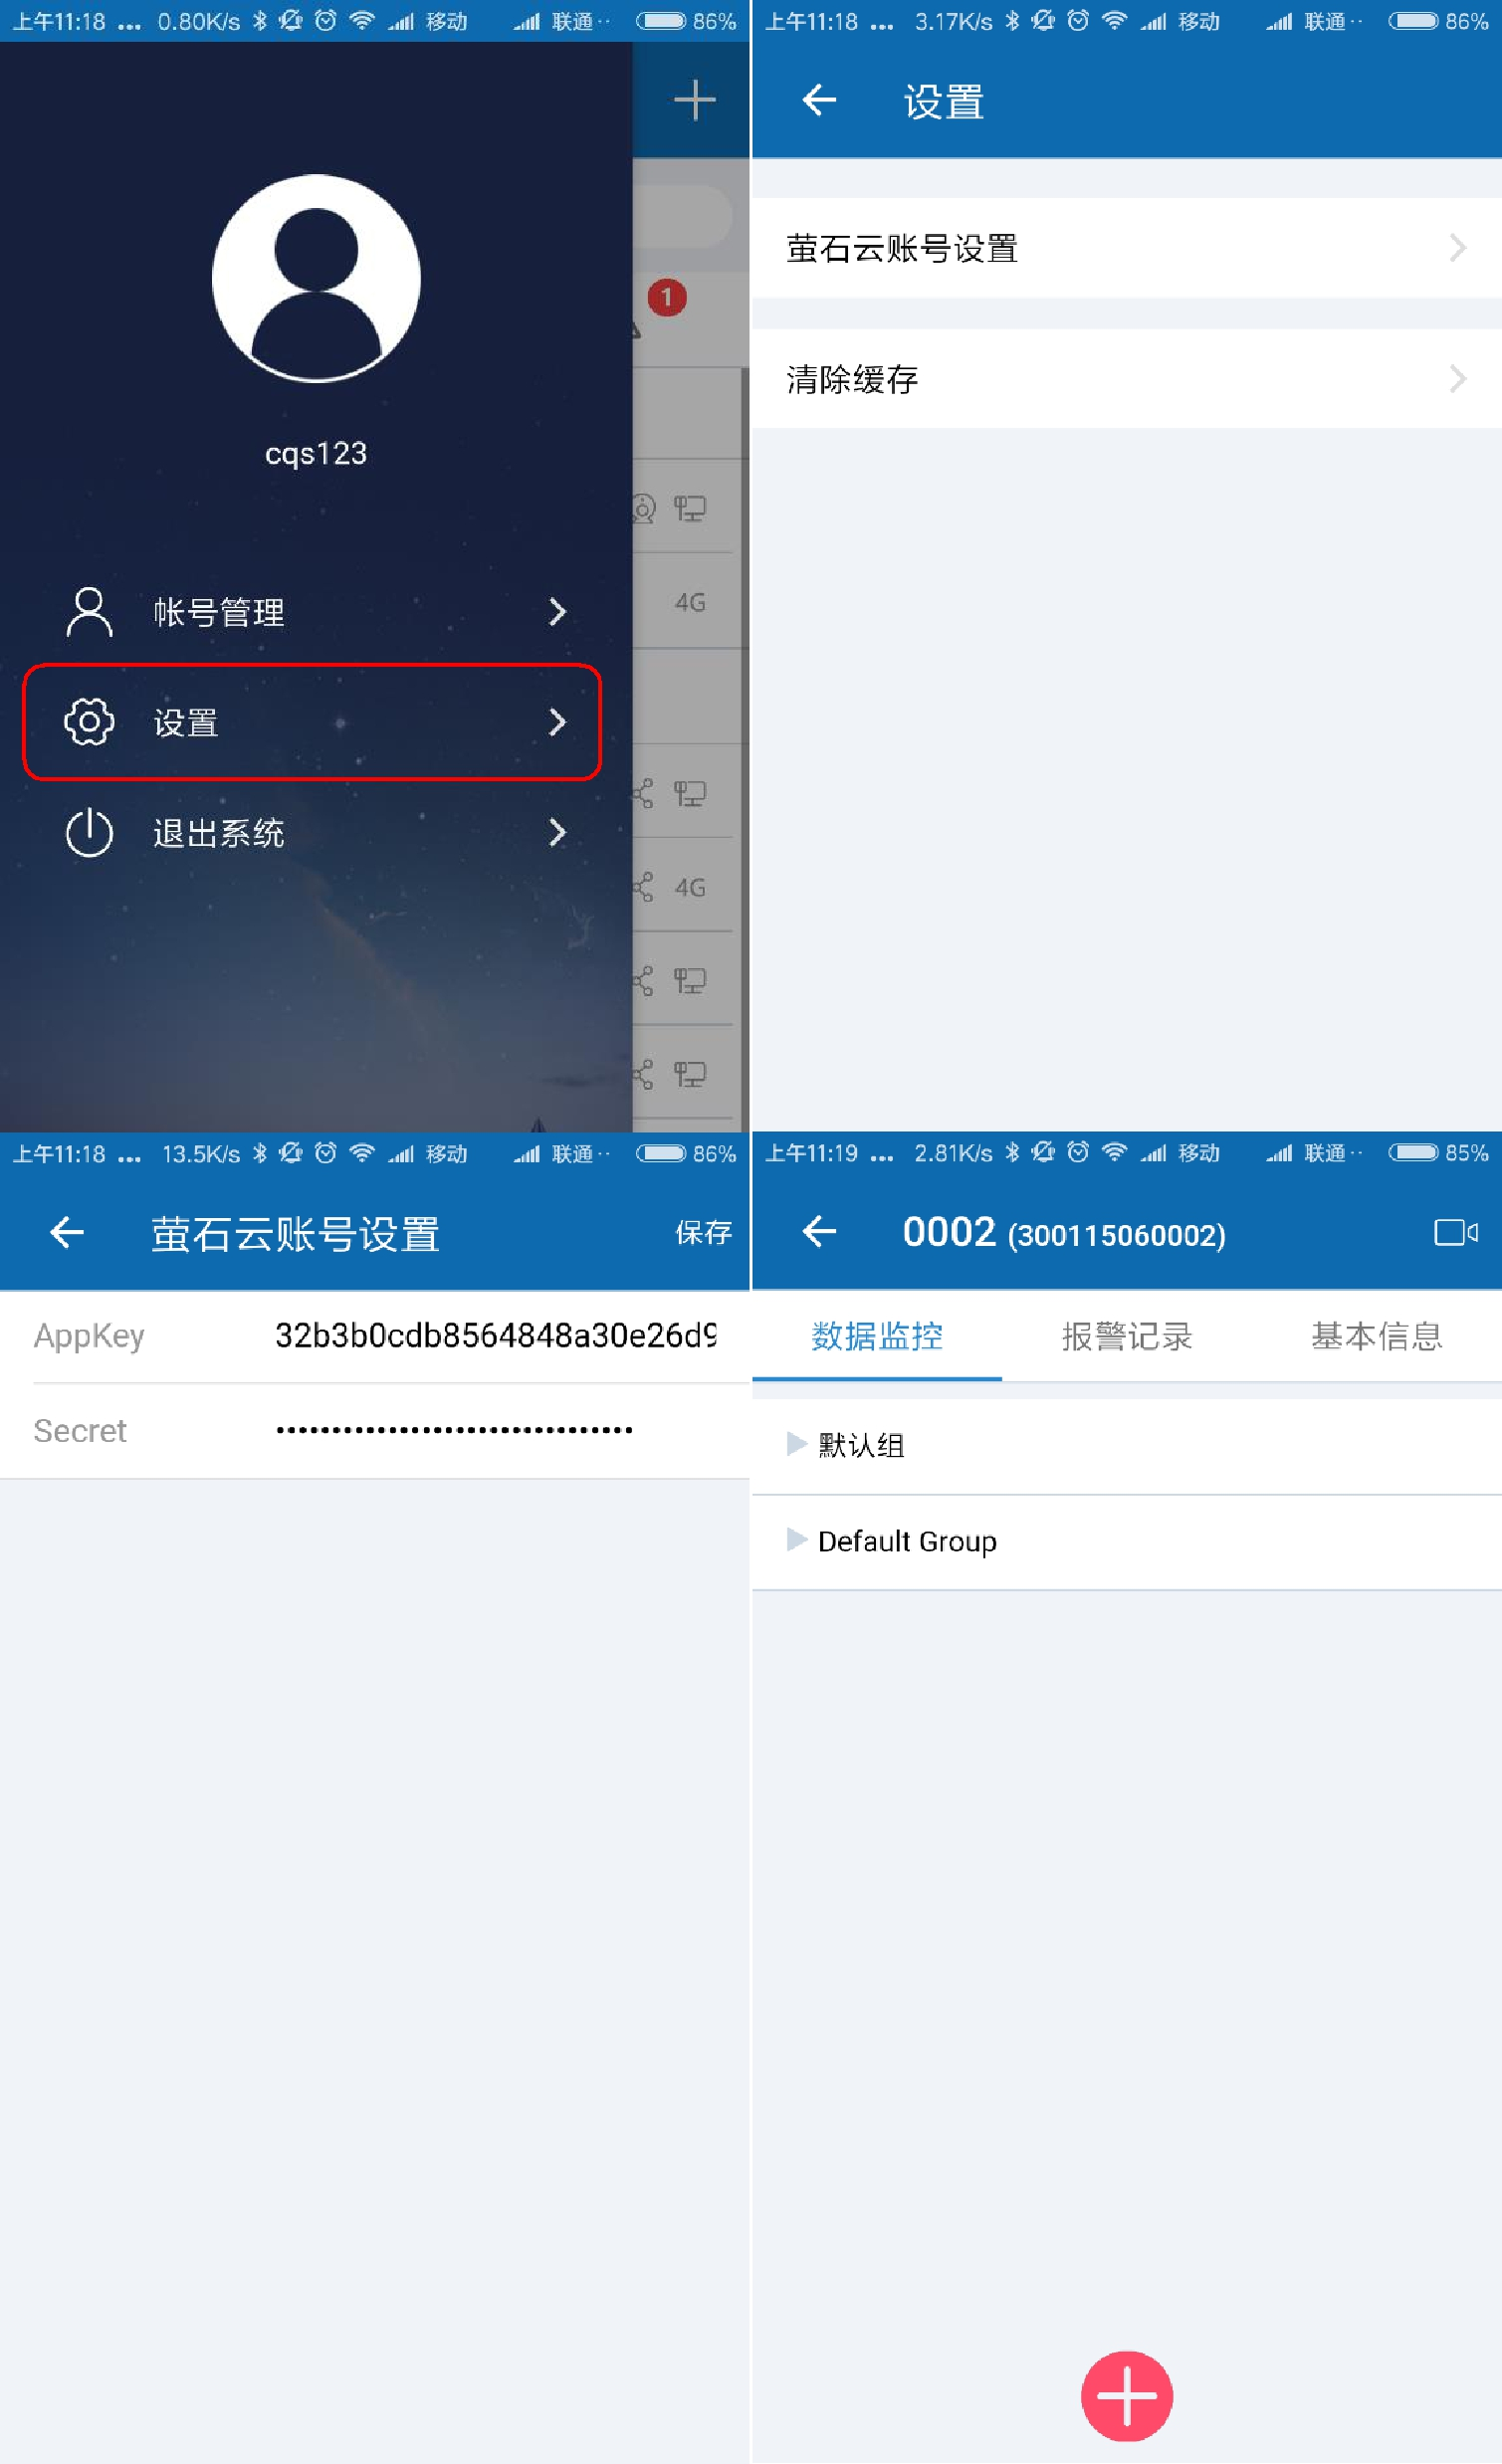 上午11:18 ... 0.80K/s 移动 联通·· 86%
1
cqs123
帐号管理
4G
设置
退出系统
4G
上午11:18 ... 3.17K/s 移动 联通·· 86%
设置
萤石云账号设置
清除缓存
上午11:18 ... 13.5K/s 移动 联通·· 86%
萤石云账号设置 保存
AppKey 32b3b0cdb8564848a30e26d9
Secret ································
上午11:19 ... 2.81K/s 移动 联通·· 85%
0002 (300115060002)
数据监控 报警记录 基本信息
默认组
Default Group